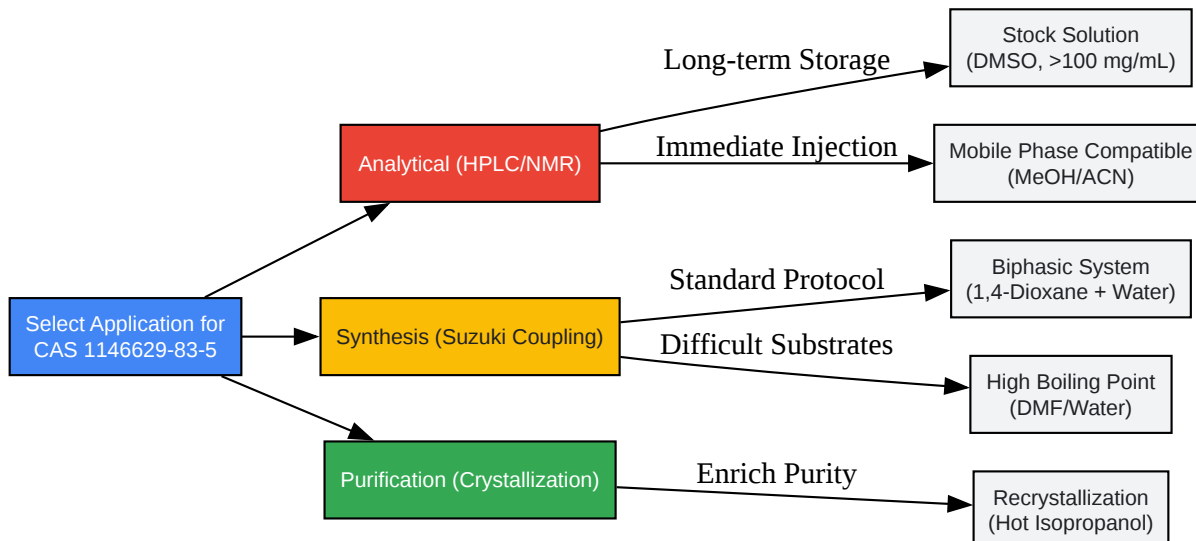 Select Application for
CAS 1146629-83-5
Analytical (HPLC/NMR)
Synthesis (Suzuki Coupling)
Purification (Crystallization)
Long-term Storage
Immediate Injection
Standard Protocol
Difficult Substrates
Enrich Purity
Stock Solution
(DMSO, >100 mg/mL)
Mobile Phase Compatible
(MeOH/ACN)
Biphasic System
(1,4-Dioxane + Water)
High Boiling Point
(DMF/Water)
Recrystallization
(Hot Isopropanol)